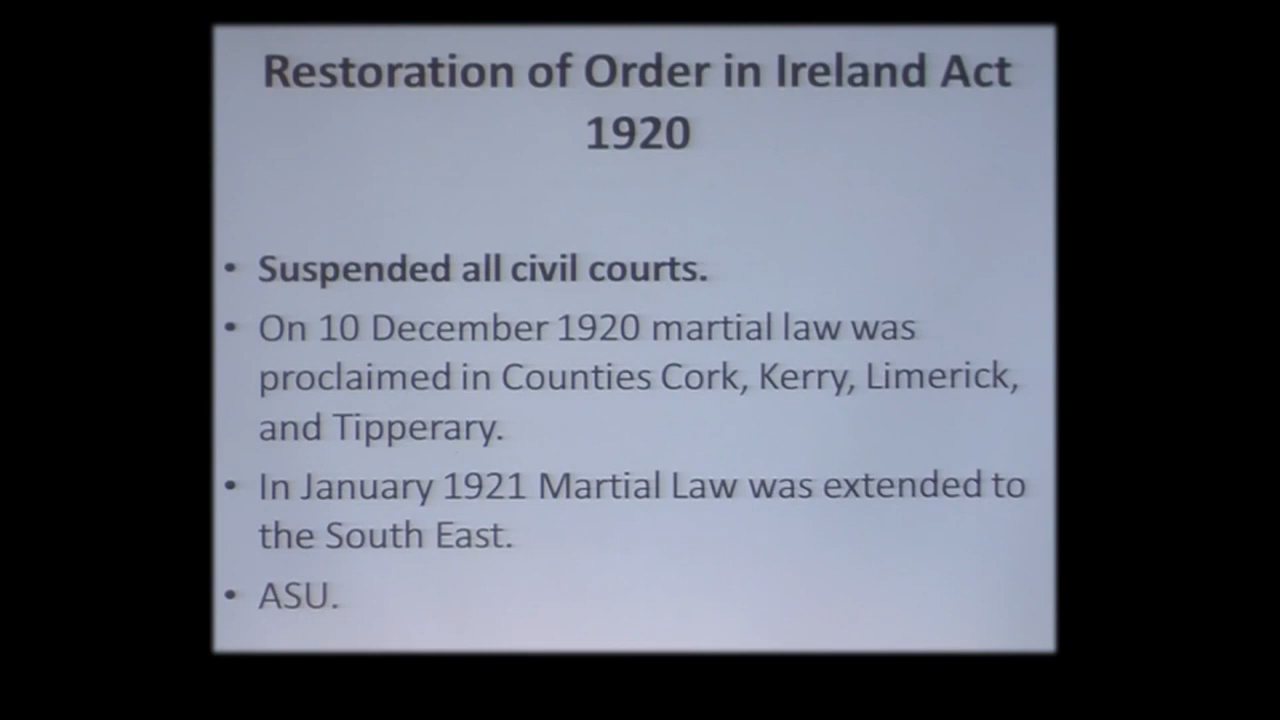 Restoration of Order in Ireland Act
1920
• Suspended all civil courts.
• On 10 December 1920 martial law was
proclaimed in Counties Cork, Kerry, Limerick,
and Tipperary.
• In January 1921 Martial Law was extended to
the South East.
• ASU.